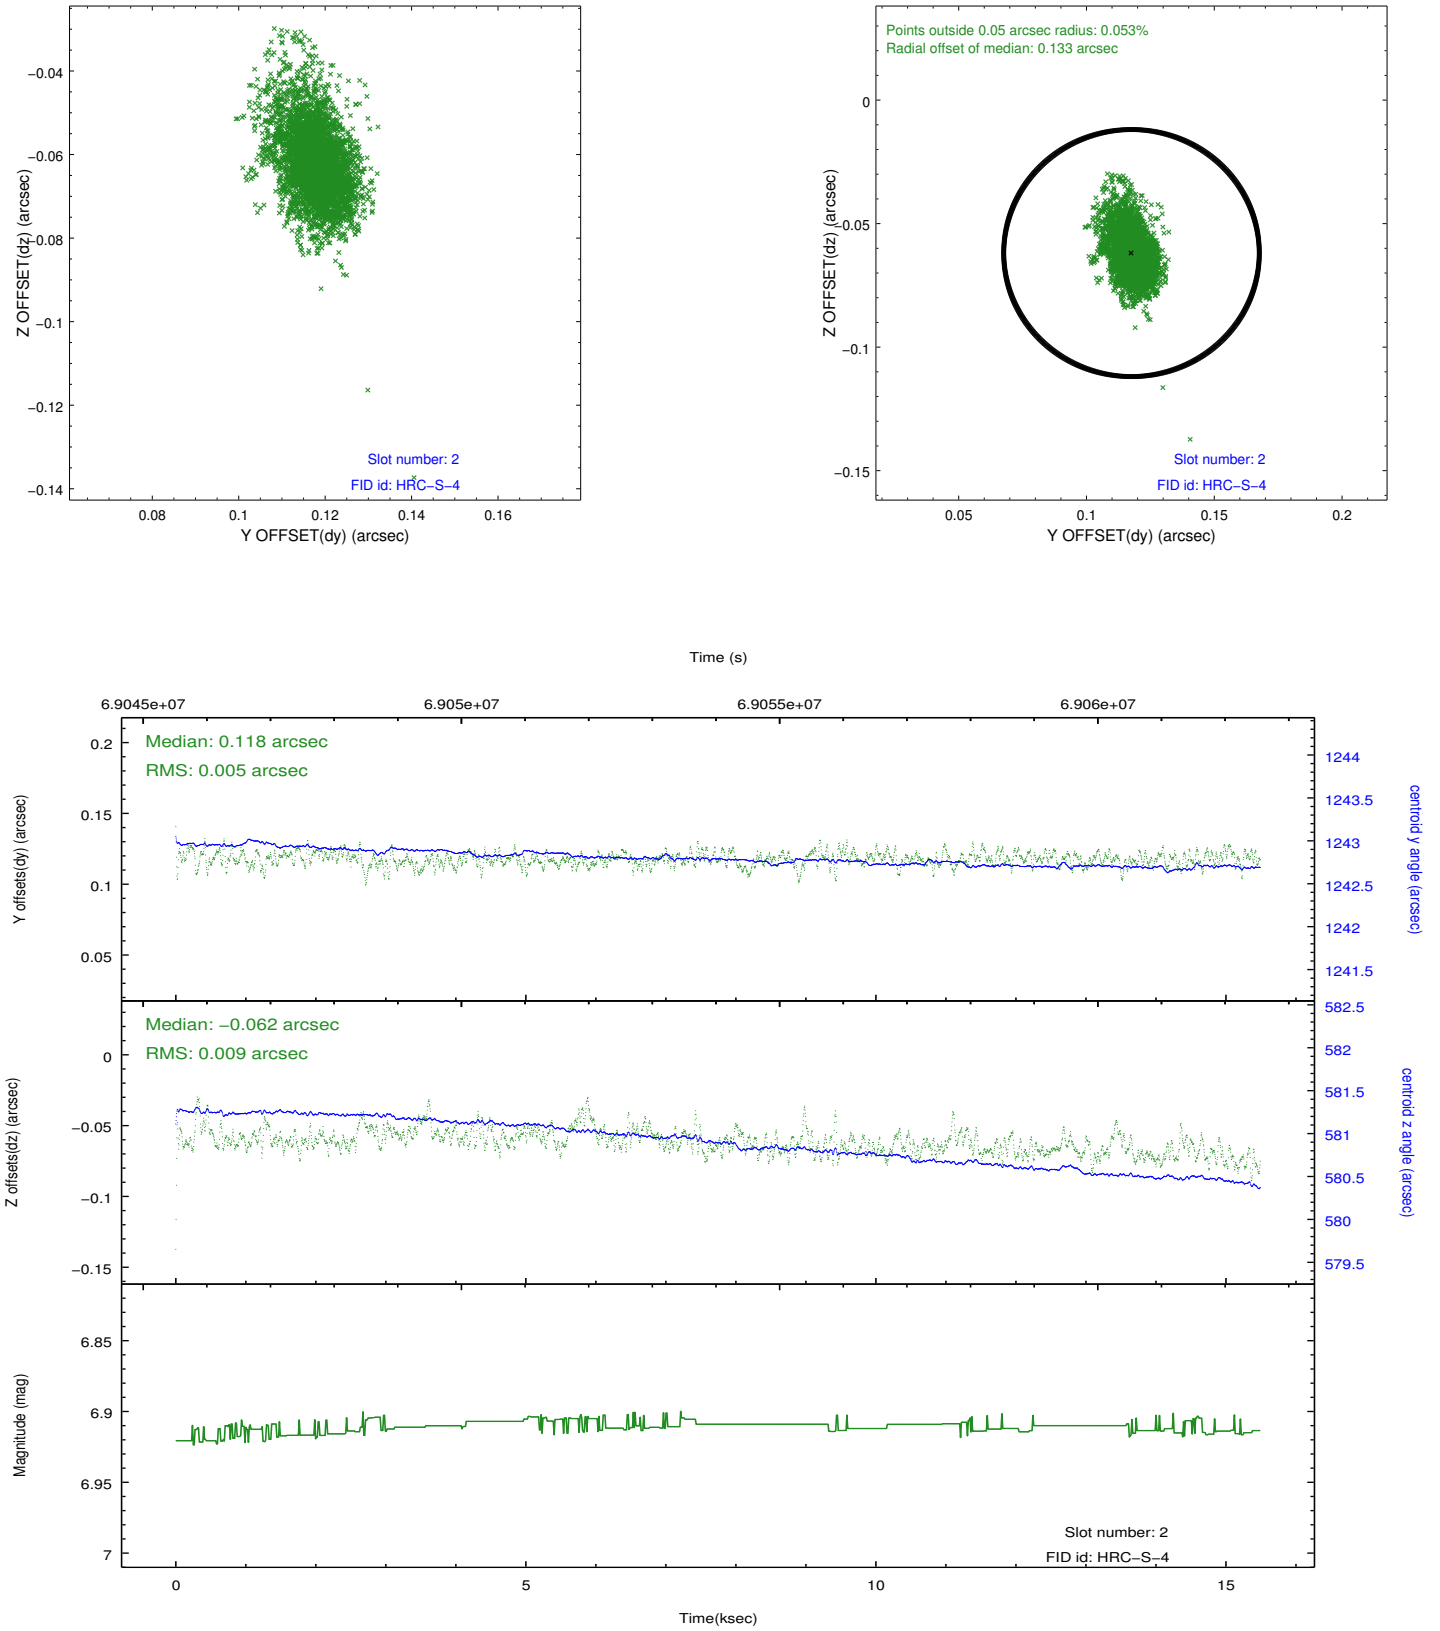 −0.04
−0.06
−0.08
−0.1
−0.12
−0.14
Z OFFSET(dz) (arcsec)
Slot number: 2
FID id: HRC−S−4
0.08 0.1 0.12 0.14 0.16
Y OFFSET(dy) (arcsec)
Points outside 0.05 arcsec radius: 0.053%
Radial offset of median: 0.133 arcsec
0
−0.05
−0.1
−0.15
Z OFFSET(dz) (arcsec)
Slot number: 2
FID id: HRC−S−4
0.05 0.1 0.15 0.2
Y OFFSET(dy) (arcsec)
Time (s)
6.9045e+07 6.905e+07 6.9055e+07 6.906e+07
Median: 0.118 arcsec
RMS: 0.005 arcsec
0.2
0.15
0.1
0.05
Y offsets(dy) (arcsec)
1244
1243.5
1243
1242.5
1242
1241.5
centroid y angle (arcsec)
Median: −0.062 arcsec
RMS: 0.009 arcsec
0
−0.05
−0.1
−0.15
Z offsets(dz) (arcsec)
582.5
582
581.5
581
580.5
580
579.5
centroid z angle (arcsec)
6.85
6.9
6.95
7
Magnitude (mag)
Slot number: 2
FID id: HRC−S−4
0 5 10 15
Time(ksec)